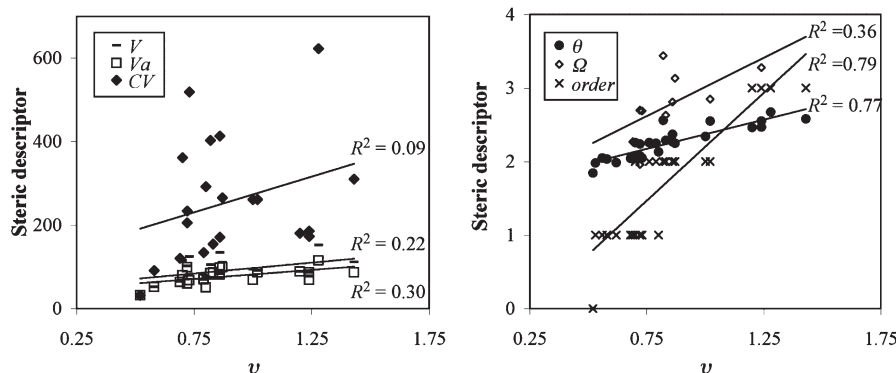 Steric descriptor
600
400
200
0
V
Va
CV
R² = 0.09
R² = 0.22
R² = 0.30
0.25 0.75 1.25 1.75
υ
Steric descriptor
4
3
2
1
0
θ
Ω
order
R² =0.36
R² =0.79
R² = 0.77
0.25 0.75 1.25 1.75
υ